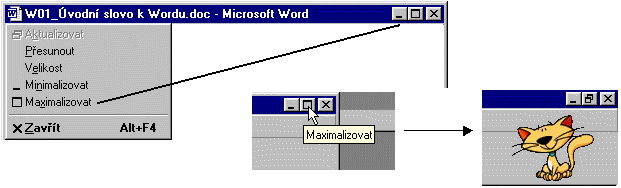 W01_Úvodní slovo k Wordu.doc - Microsoft Word
Aktualizovat
Přesunout
Velikost
Minimalizovat
Maximalizovat
Zavřít Alt+F4
Maximalizovat